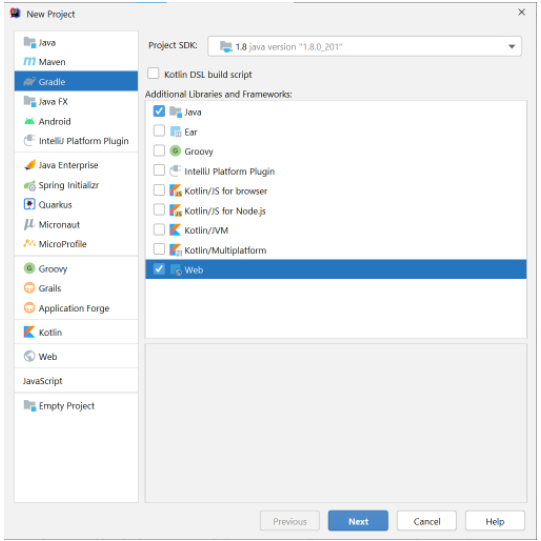 New Project
Java
Maven
Gradle
Java FX
Android
IntelliJ Platform Plugin
Java Enterprise
Spring Initializr
Quarkus
Micronaut
MicroProfile
Groovy
Grails
Application Forge
Kotlin
Web
JavaScript
Empty Project
Project SDK: 1.8 java version "1.8.0_201"
Kotlin DSL build script
Additional Libraries and Frameworks:
Java
Ear
Groovy
IntelliJ Platform Plugin
Kotlin/JS for browser
Kotlin/JS for Node.js
Kotlin/JVM
Kotlin/Multiplatform
Web
Previous Next Cancel Help